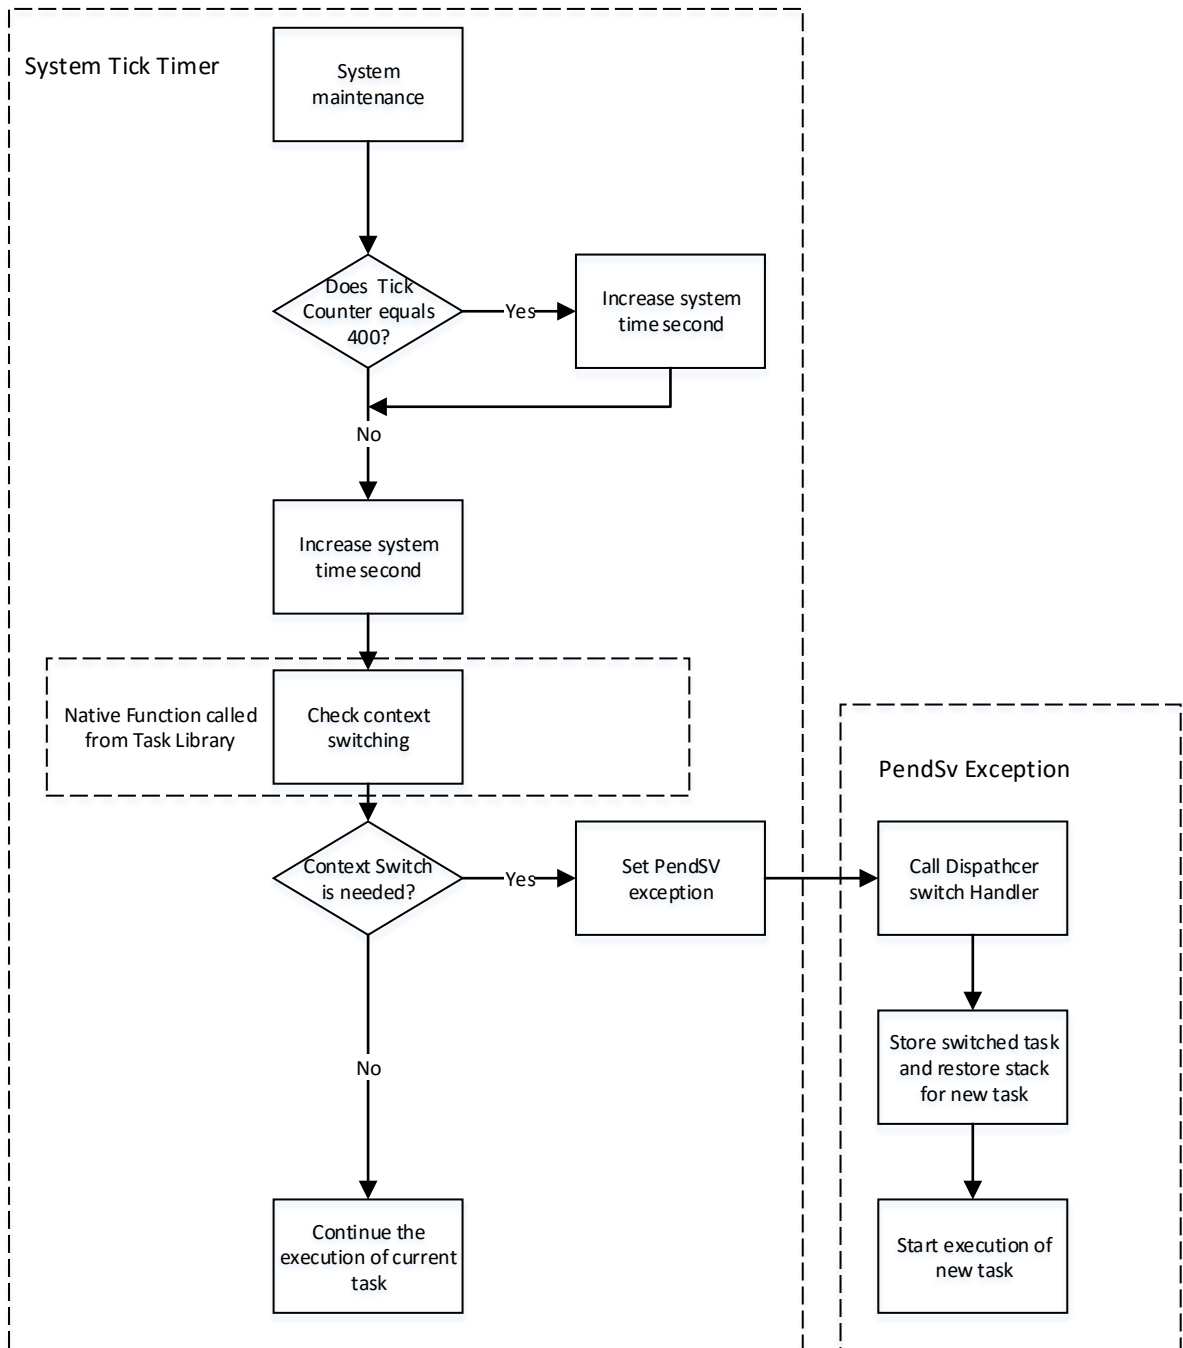 System Tick Timer
System
maintenance
Does  Tick
Counter equals
400?
Yes
Increase system
time second
No
Increase system
time second
Native Function called
from Task Library
Check context
switching
Context Switch
is needed?
Yes
Set PendSV
exception
No
Continue the
execution of current
task
PendSv Exception
Call Dispathcer
switch Handler
Store switched task
and restore stack
for new task
Start execution of
new task